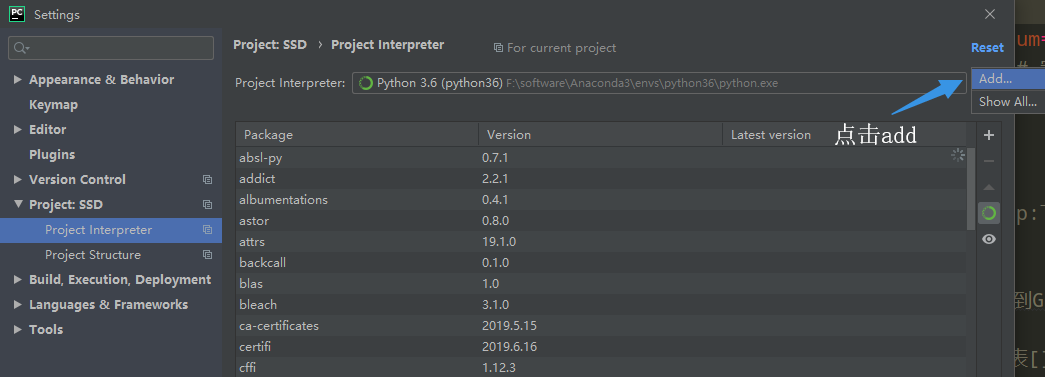 PC Settings
Project: SSD › Project Interpreter For current project Reset
um=
Appearance & Behavior
Keymap
Editor
Plugins
Version Control
Project: SSD
Project Interpreter
Project Structure
Build, Execution, Deployment
Languages & Frameworks
Tools
Project Interpreter: Python 3.6 (python36) F:\software\Anaconda3\envs\python36\python.exe
Add...
Show All...
点击add
Package Version Latest version
absl-py 0.7.1
addict 2.2.1
albumentations 0.4.1
astor 0.8.0
attrs 19.1.0
backcall 0.1.0
blas 1.0
bleach 3.1.0
ca-certificates 2019.5.15
certifi 2019.6.16
cffi 1.12.3
到G
表[]